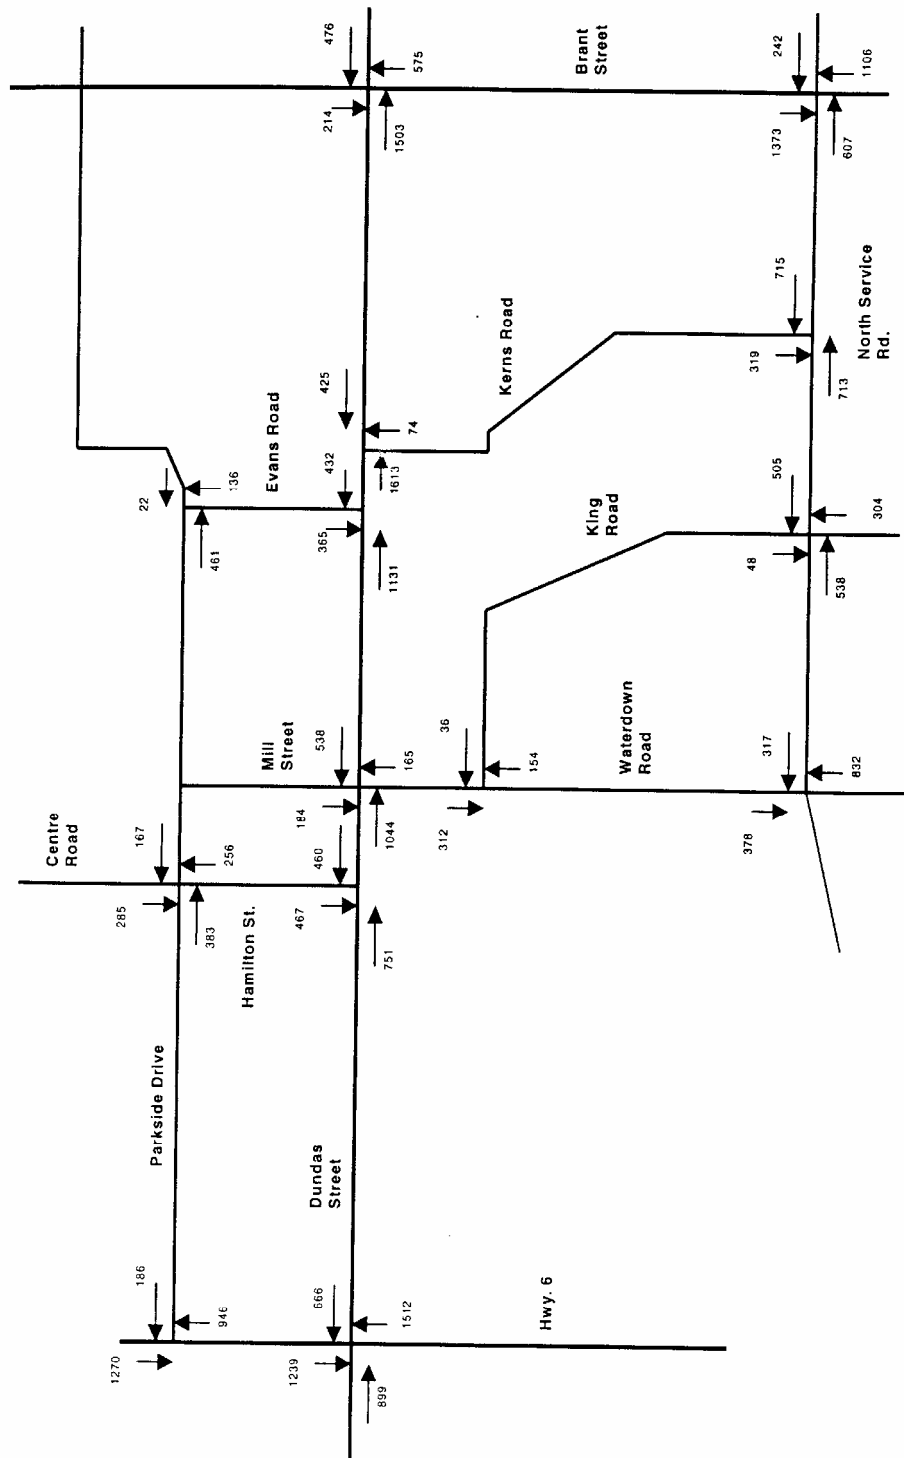 Centre
Road
1270
186
285
167
22
Parkside Drive
946
383
256
461
136
Hamilton St.
Mill
Street
Evans Road
1239
666
467
460
184
538
365
432
425
214
476
Dundas
Street
899
1512
751
1044
165
1131
1613
74
1503
575
312
36
154
Kerns Road
Hwy. 6
King
Road
Brant
Street
Waterdown
Road
378
317
48
505
319
715
1373
242
832
538
304
713
607
1106
North Service
Rd.